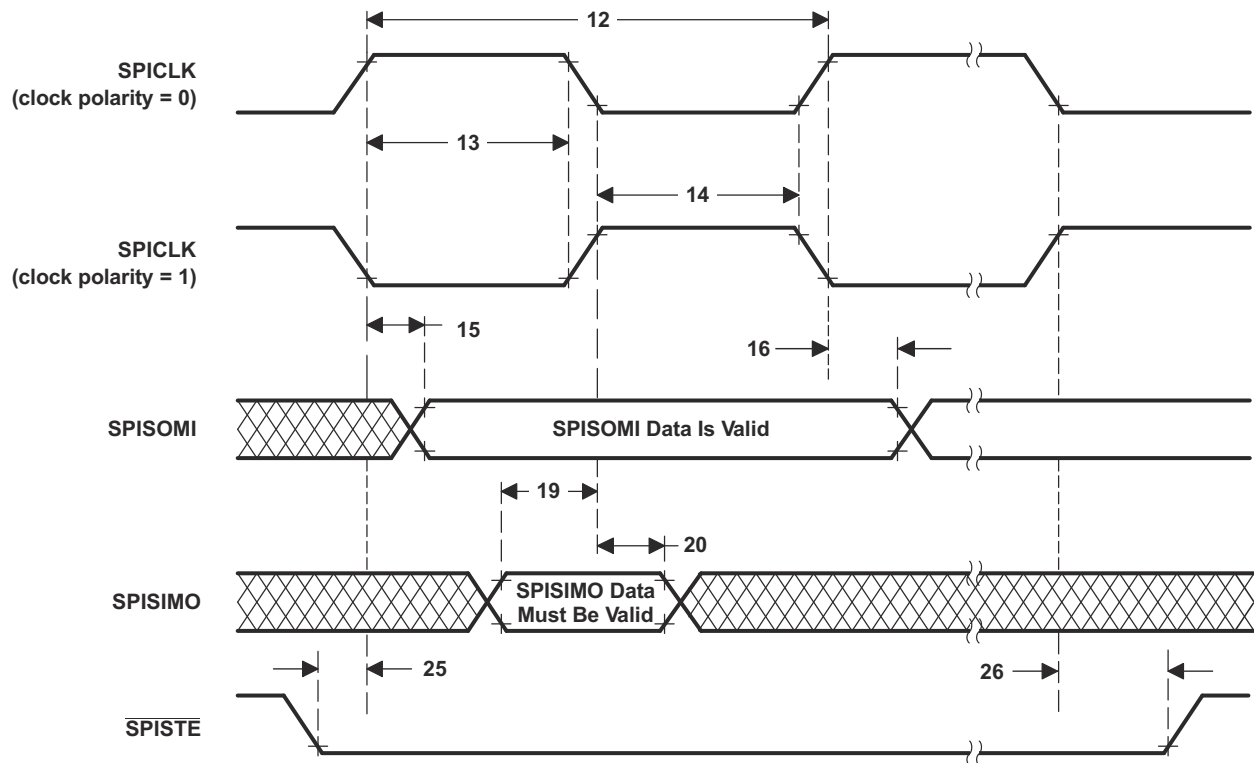 12
SPICLK
(clock polarity = 0)
13
14
SPICLK
(clock polarity = 1)
15
16
SPISOMI
SPISOMI Data Is Valid
19
20
SPISIMO
SPISIMO Data
Must Be Valid
25
26
SPISTE